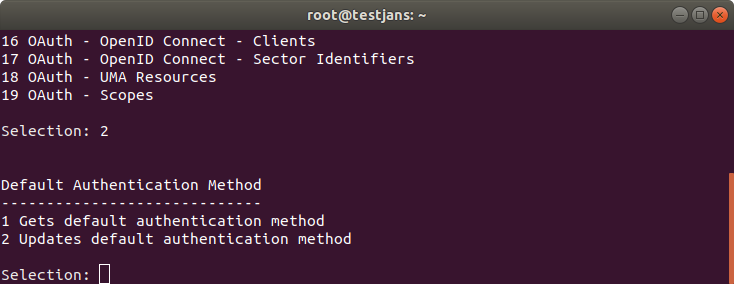 root@testjans: ~
16 OAuth - OpenID Connect - Clients
17 OAuth - OpenID Connect - Sector Identifiers
18 OAuth - UMA Resources
19 OAuth - Scopes
Selection: 2
Default Authentication Method
-----------------------------
1 Gets default authentication method
2 Updates default authentication method
Selection: